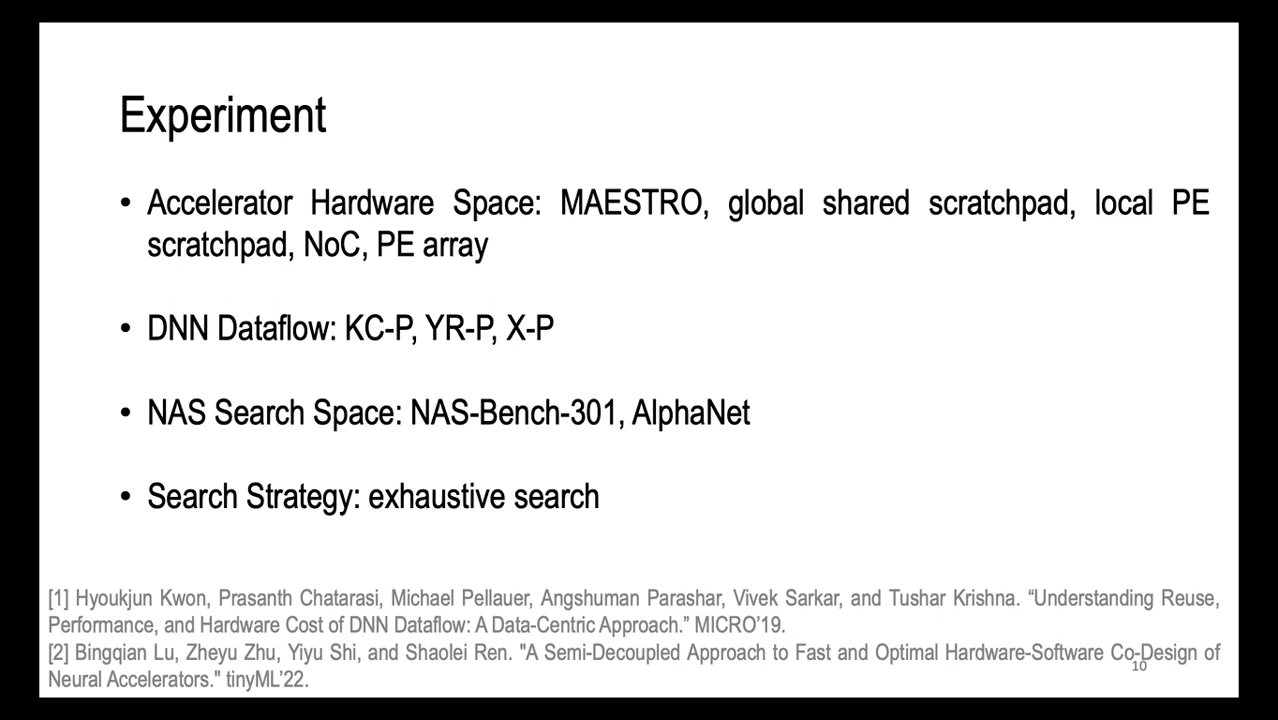 Experiment
• Accelerator Hardware Space: MAESTRO, global shared scratchpad, local PE
scratchpad, NoC, PE array
• DNN Dataflow: KC-P, YR-P, X-P
• NAS Search Space: NAS-Bench-301, AlphaNet
• Search Strategy: exhaustive search
[1] Hyoukjun Kwon, Prasanth Chatarasi, Michael Pellauer, Angshuman Parashar, Vivek Sarkar, and Tushar Krishna. “Understanding Reuse,
Performance, and Hardware Cost of DNN Dataflow: A Data-Centric Approach.” MICRO’19.
[2] Bingqian Lu, Zheyu Zhu, Yiyu Shi, and Shaolei Ren. "A Semi-Decoupled Approach to Fast and Optimal Hardware-Software Co-Design of
Neural Accelerators." tinyML’22.
10